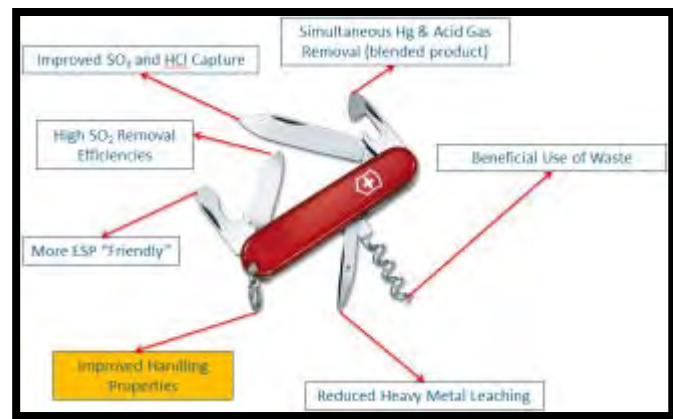 Simultaneous Hg & Acid Gas
Removal (blended product)
Improved SO₃ and HCl Capture
High SO₂ Removal
Efficiencies
Beneficial Use of Waste
More ESP "Friendly"
Improved Handling
Properties
Reduced Heavy Metal Leaching